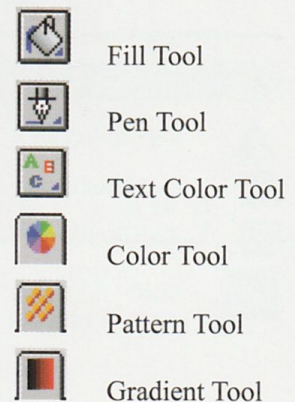 Fill Tool
Pen Tool
A B C
Text Color Tool
Color Tool
Pattern Tool
Gradient Tool